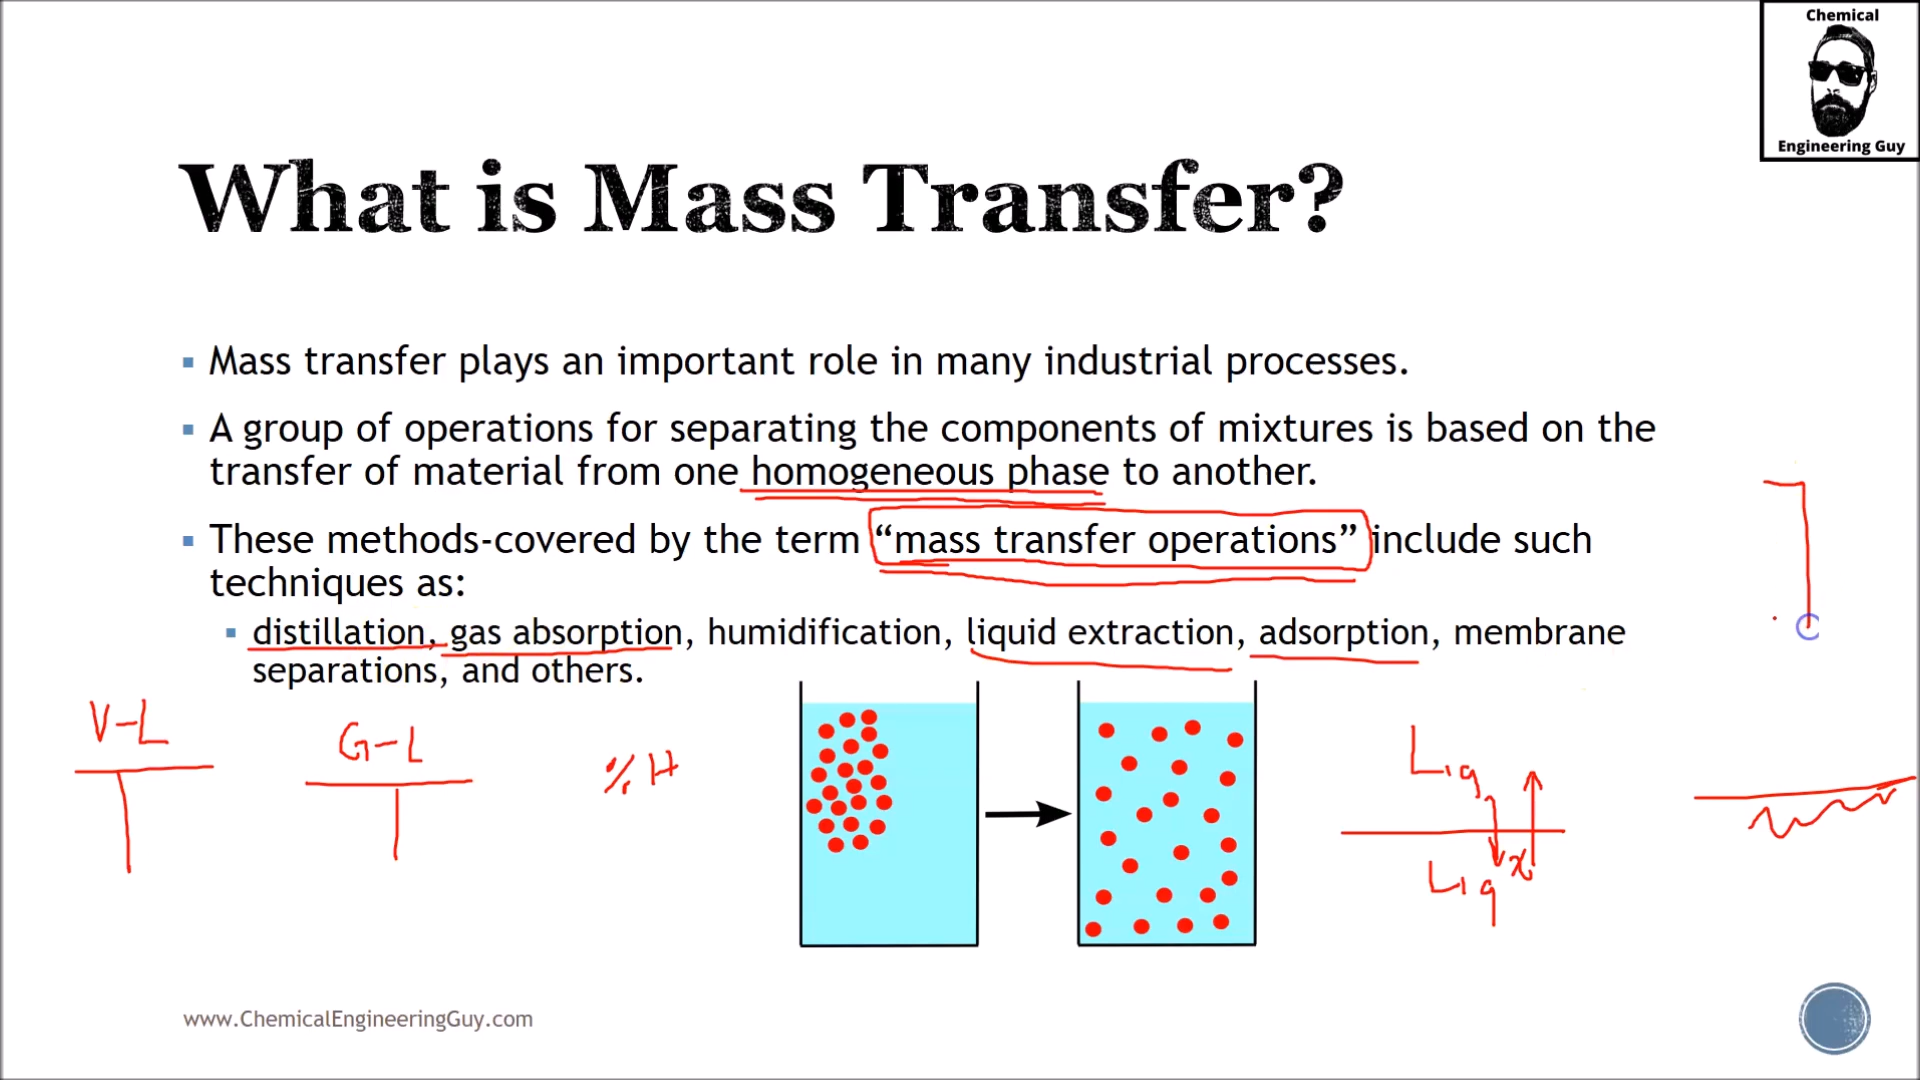 Chemical
Engineering Guy
What is Mass Transfer?
Mass transfer plays an important role in many industrial processes.
A group of operations for separating the components of mixtures is based on the
transfer of material from one homogeneous phase to another.
These methods-covered by the term “mass transfer operations” include such
techniques as:
distillation, gas absorption, humidification, liquid extraction, adsorption, membrane
separations, and others.
V-L
G-L
% H
Liq
Liq x
www.ChemicalEngineeringGuy.com